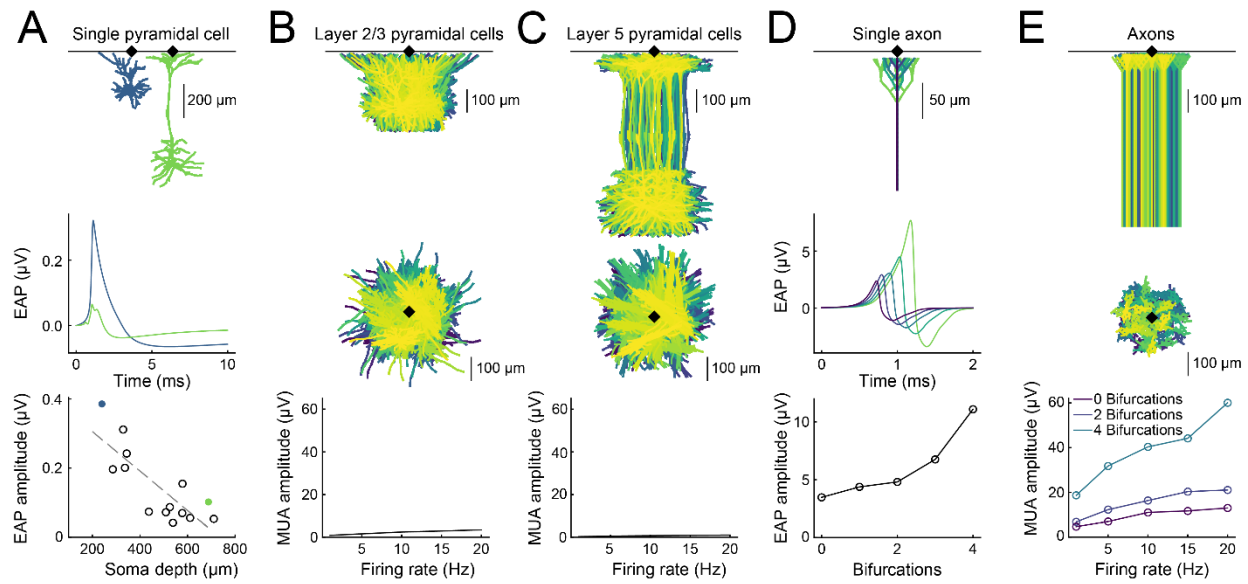 A
Single pyramidal cell
200 µm
EAP (µV)
0.2
0.0
0
5
10
Time (ms)
EAP amplitude (µV)
0.4
0.2
0
200
400
600
800
Soma depth (µm)
B
Layer 2/3 pyramidal cells
100 µm
100 µm
MUA amplitude (µV)
60
40
20
0
5
10
15
20
Firing rate (Hz)
C
Layer 5 pyramidal cells
100 µm
100 µm
MUA amplitude (µV)
60
40
20
0
5
10
15
20
Firing rate (Hz)
D
Single axon
50 µm
EAP (µV)
5
0
0
1
2
Time (ms)
EAP amplitude (µV)
10
5
0
0
2
4
Bifurcations
E
Axons
100 µm
100 µm
MUA amplitude (µV)
60
40
20
0
0 Bifurcations
2 Bifurcations
4 Bifurcations
5
10
15
20
Firing rate (Hz)